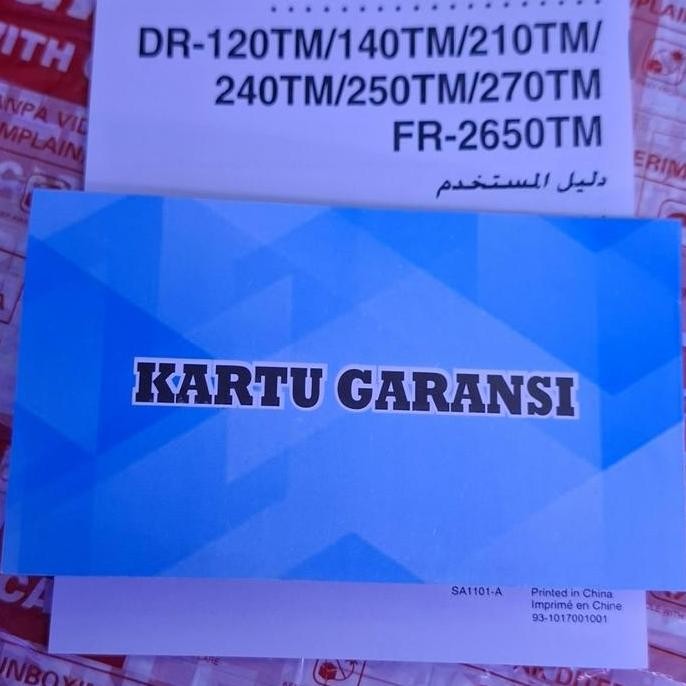 DR-120TM/140TM/210TM/
240TM/250TM/270TM
FR-2650TM
دليل المستخدم
KARTU GARANSI
SA1101-A
Printed in China
Imprimé en Chine
93-1017001001